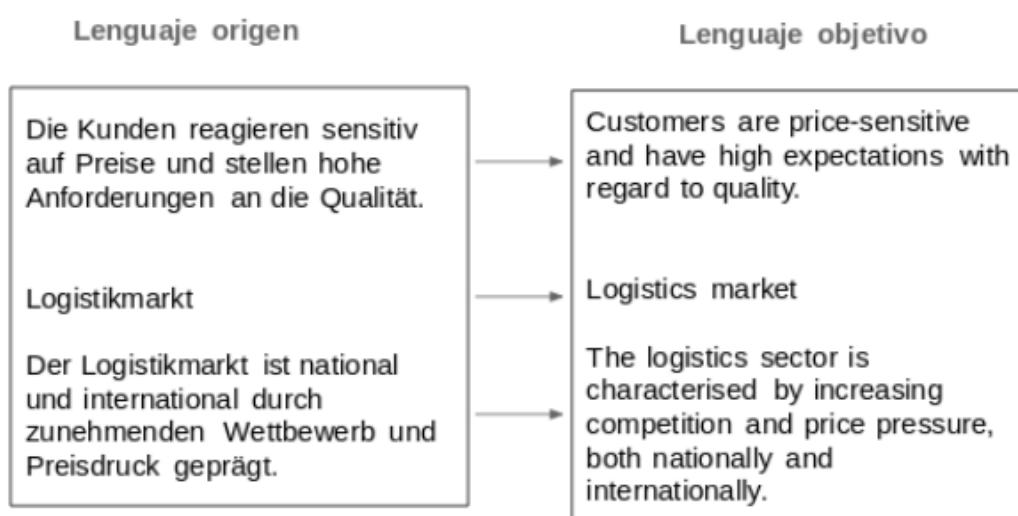 Lenguaje origen
Die Kunden reagieren sensitiv
auf Preise und stellen hohe
Anforderungen an die Qualität.
Logistikmarkt
Der Logistikmarkt ist national
und international durch
zunehmenden Wettbewerb und
Preisdruck geprägt.
Lenguaje objetivo
Customers are price-sensitive
and have high expectations with
regard to quality.
Logistics market
The logistics sector is
characterised by increasing
competition and price pressure,
both nationally and
internationally.